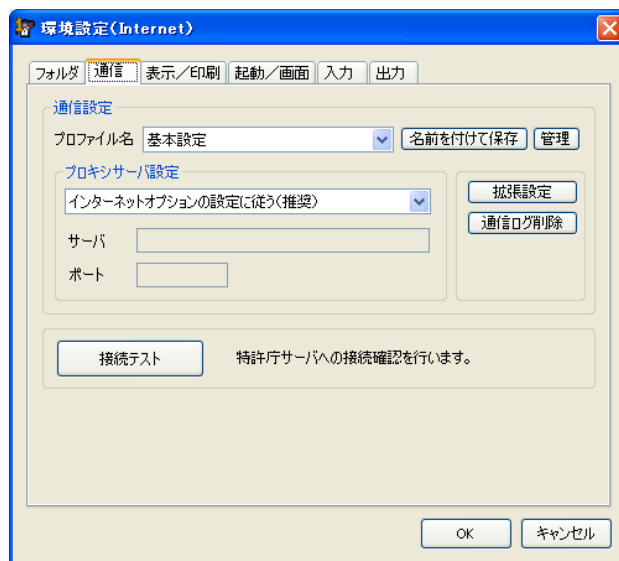 環境設定(Internet)
フォルダ 通信 表示／印刷 起動／画面 入力 出力
通信設定
プロファイル名 基本設定 名前を付けて保存 管理
プロキシサーバ設定
インターネットオプションの設定に従う(推奨)
拡張設定
サーバ
通信ログ削除
ポート
接続テスト 特許庁サーバへの接続確認を行います。
OK キャンセル